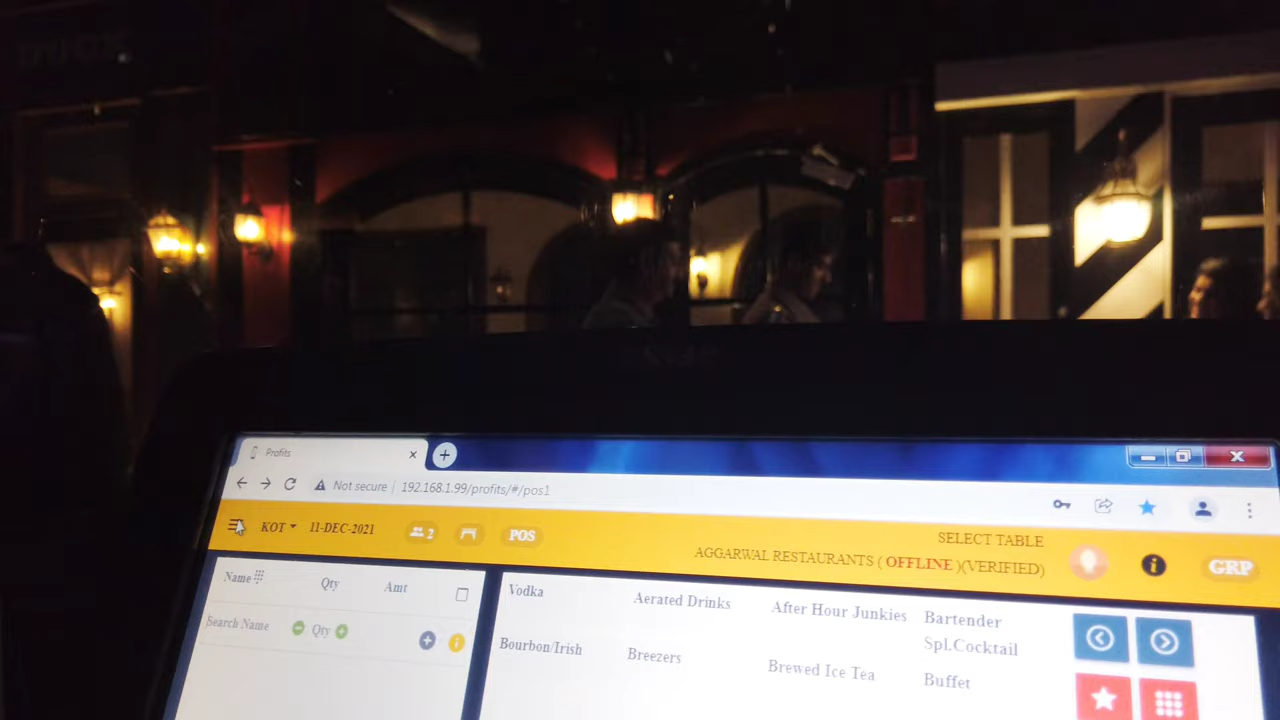 Profits
Not secure | 192.168.1.99/profits/#/pos1
KOT 11-DEC-2021 2 POS
SELECT TABLE
AGGARWAL RESTAURANTS ( OFFLINE )(VERIFIED)
GRP
Name Qty Amt
Search Name Qty
Vodka Aerated Drinks After Hour Junkies Bartender Spl.Cocktail
Bourbon/Irish Breezers Brewed Ice Tea Buffet